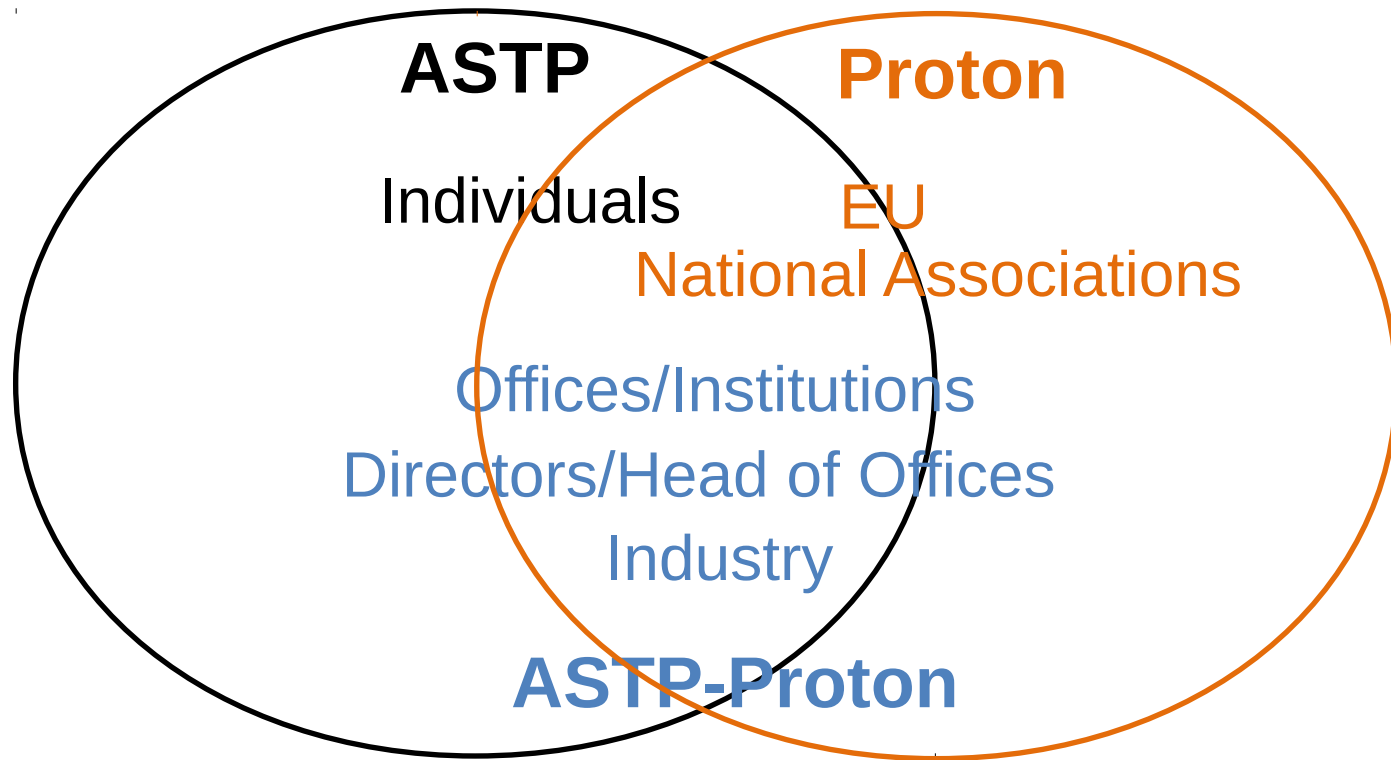 ASTP
Proton
Individuals
EU
National Associations
Offices/Institutions
Directors/Head of Offices
Industry
ASTP-Proton